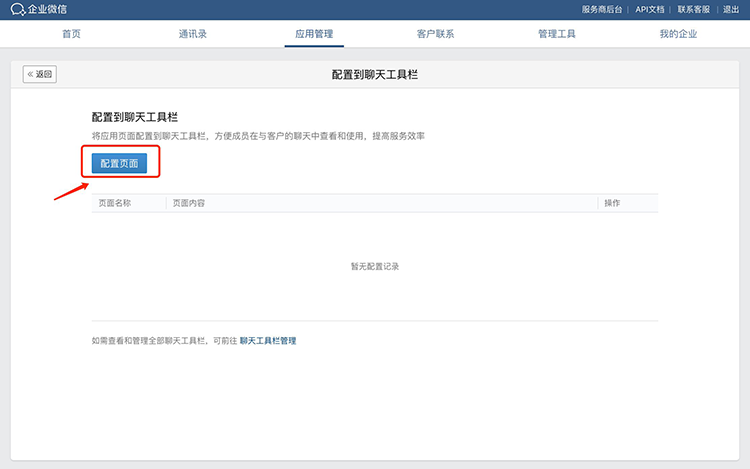 企业微信
服务商后台 | API文档 | 联系客服 | 退出
首页 通讯录 应用管理 客户联系 管理工具 我的企业
« 返回 配置到聊天工具栏
配置到聊天工具栏
将应用页面配置到聊天工具栏，方便成员在与客户的聊天中查看和使用，提高服务效率
配置页面
页面名称 页面内容 操作
暂无配置记录
如需查看和管理全部聊天工具栏，可前往 聊天工具栏管理